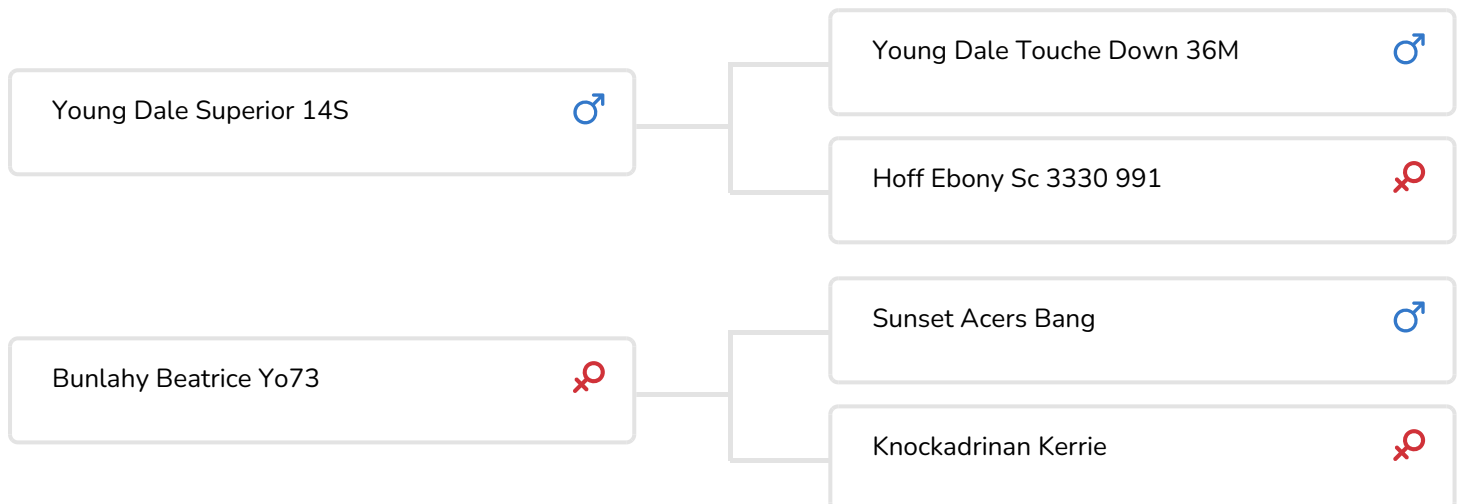 Young Dale Superior 14S
Young Dale Touche Down 36M
Hoff Ebony Sc 3330 991
Bunlahy Beatrice Yo73
Sunset Acers Bang
Knockadrinan Kerrie